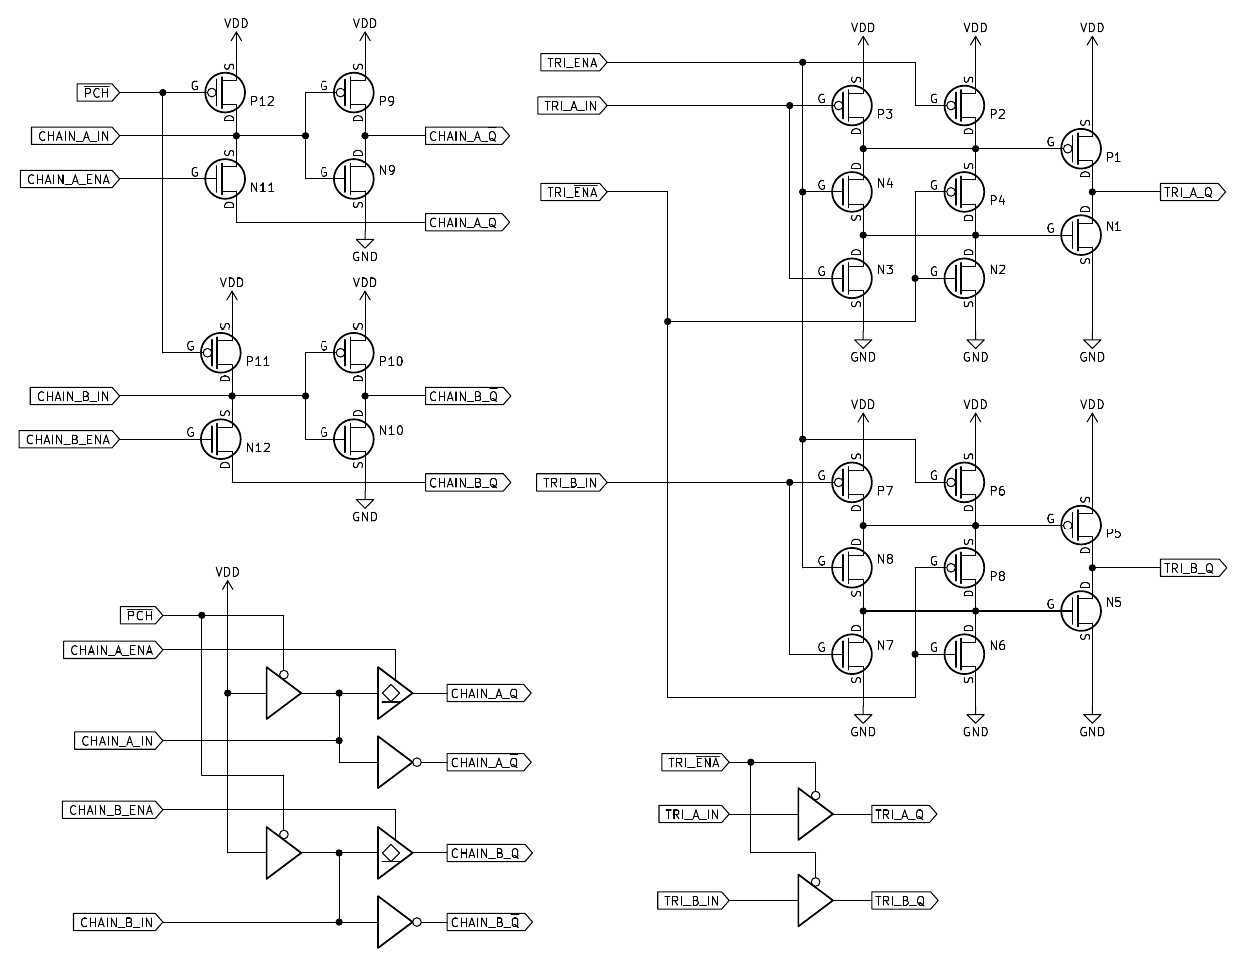 VDD
VDD
S
S
PCH
G
G
P12
P9
D
D
CHAIN_A_IN
CHAIN_A_Q̅
S
D
CHAIN_A_ENA
G
G
N11
N9
D
S
CHAIN_A_Q
GND
VDD
VDD
S
S
G
G
P11
P10
D
D
CHAIN_B_IN
CHAIN_B_Q̅
S
D
CHAIN_B_ENA
G
G
N12
N10
D
S
CHAIN_B_Q
GND
VDD
PCH
CHAIN_A_ENA
CHAIN_A_Q
CHAIN_A_IN
CHAIN_A_Q̅
CHAIN_B_ENA
CHAIN_B_Q
CHAIN_B_IN
CHAIN_B_Q̅
VDD
VDD
VDD
TRI_ENA
S
S
TRI_A_IN
G
G
P3
P2
D
D
S
S
G
P1
D
TRI_ENA
G
G
N4
P4
D
TRI_A_Q
S
D
D
D
G
N1
S
G
G
N3
N2
S
S
GND
GND
GND
VDD
VDD
VDD
S
S
TRI_B_IN
G
G
P7
P6
D
D
S
S
G
P5
D
G
G
N8
P8
D
TRI_B_Q
S
D
D
D
G
N5
S
G
G
N7
N6
S
S
GND
GND
GND
TRI_ENA
TRI_A_IN
TRI_A_Q
TRI_B_IN
TRI_B_Q